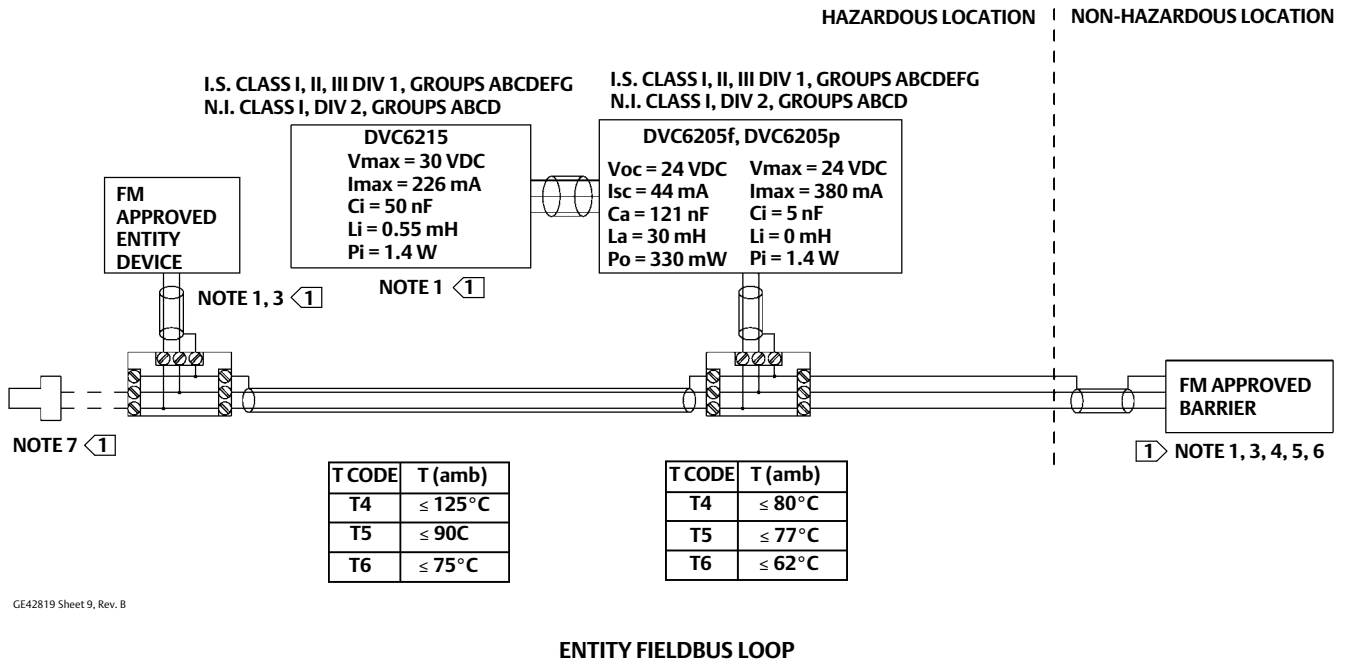 HAZARDOUS LOCATION
NON-HAZARDOUS LOCATION
I.S. CLASS I, II, III DIV 1, GROUPS ABCDEFG
N.I. CLASS I, DIV 2, GROUPS ABCD
I.S. CLASS I, II, III DIV 1, GROUPS ABCDEFG
N.I. CLASS I, DIV 2, GROUPS ABCD
DVC6215
Vmax = 30 VDC
Imax = 226 mA
Ci = 50 nF
Li = 0.55 mH
Pi = 1.4 W
NOTE 1 1
DVC6205f, DVC6205p
Voc = 24 VDC
Isc = 44 mA
Ca = 121 nF
La = 30 mH
Po = 330 mW
Vmax = 24 VDC
Imax = 380 mA
Ci = 5 nF
Li = 0 mH
Pi = 1.4 W
FM
APPROVED
ENTITY
DEVICE
NOTE 1, 3 1
FM APPROVED
BARRIER
1 NOTE 1, 3, 4, 5, 6
NOTE 7 1
T CODE T (amb)
T4 ≤ 125°C
T5 ≤ 90C
T6 ≤ 75°C
T CODE T (amb)
T4 ≤ 80°C
T5 ≤ 77°C
T6 ≤ 62°C
GE42819 Sheet 9, Rev. B
ENTITY FIELDBUS LOOP